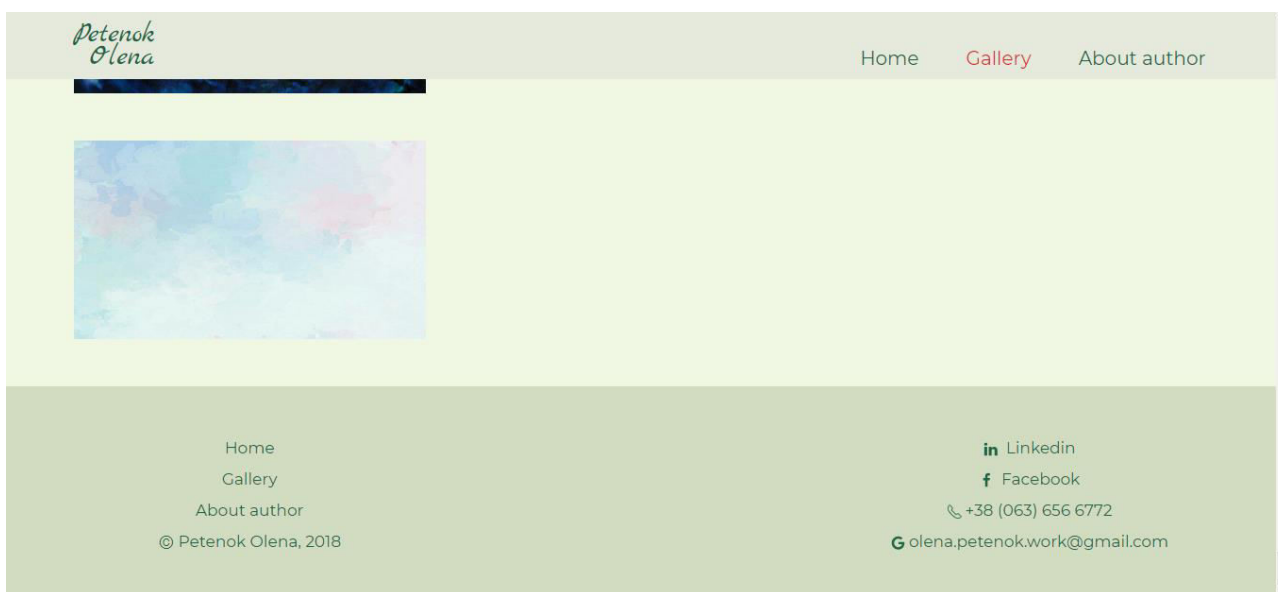 Petenok
Olena
Home Gallery About author
Home
Gallery
About author
© Petenok Olena, 2018
in Linkedin
f Facebook
+38 (063) 656 6772
G olena.petenok.work@gmail.com